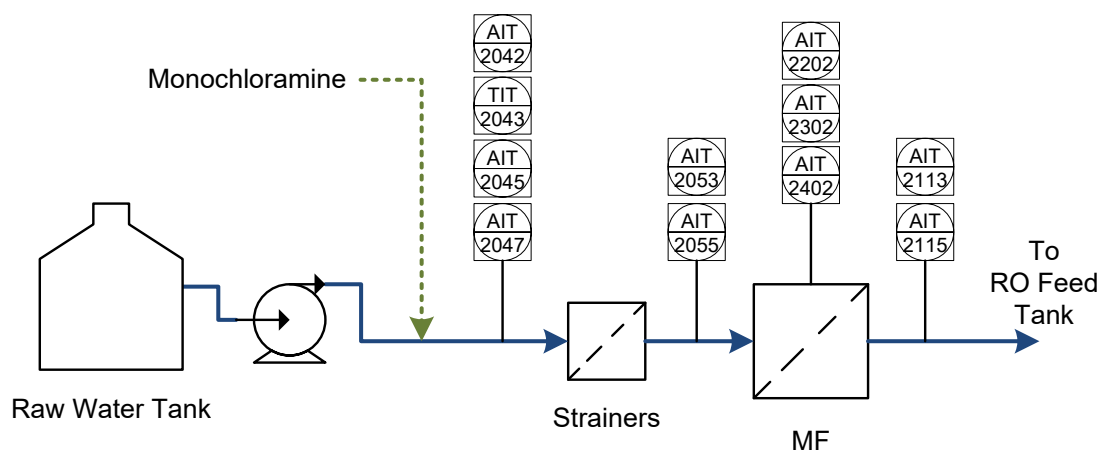 AIT
2042
TIT
2043
AIT
2045
AIT
2047
Monochloramine
AIT
2053
AIT
2055
AIT
2202
AIT
2302
AIT
2402
AIT
2113
AIT
2115
To
RO Feed
Tank
Raw Water Tank
Strainers
MF